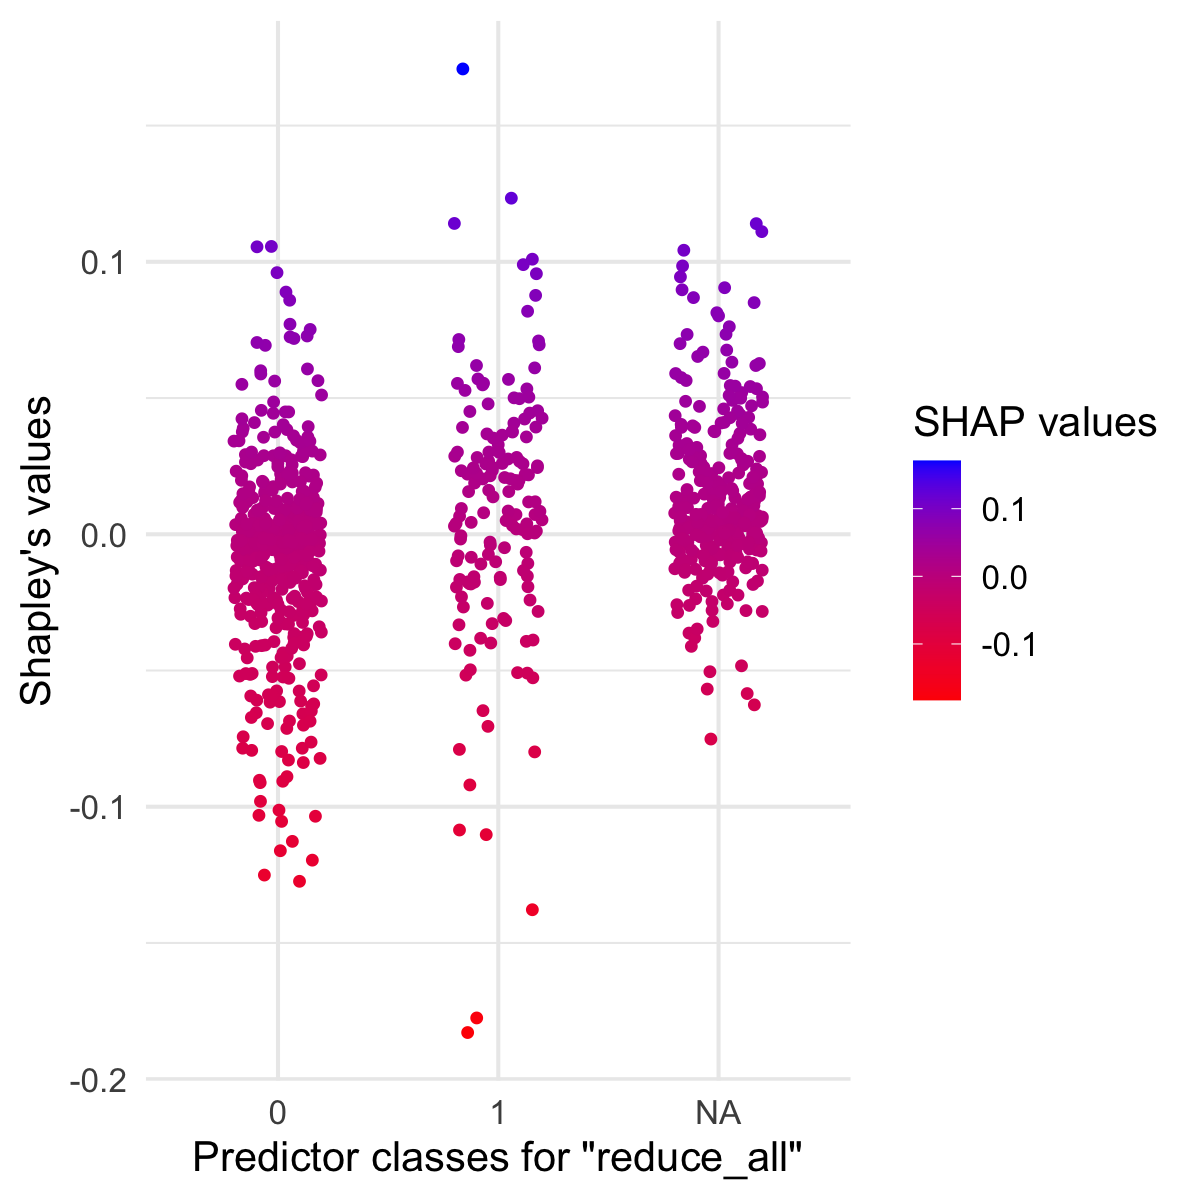 Shapley's values
0.1
0.0
-0.1
-0.2
0
1
NA
Predictor classes for "reduce_all"
SHAP values
0.1
0.0
-0.1